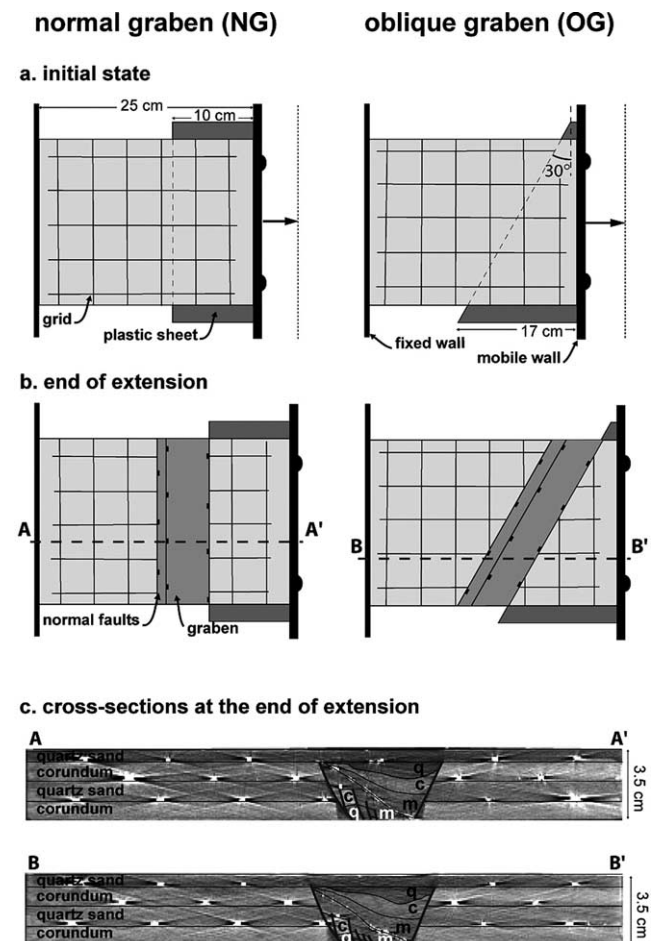 normal graben (NG)
oblique graben (OG)
a. initial state
25 cm
10 cm
30°
grid
plastic sheet
17 cm
fixed wall
mobile wall
b. end of extension
A
A'
B
B'
normal faults
graben
c. cross-sections at the end of extension
A
A'
quartz sand
corundum
quartz sand
corundum
q
c
m
c
q
m
3.5 cm
B
B'
quartz sand
corundum
quartz sand
corundum
q
c
m
c
q
m
3.5 cm